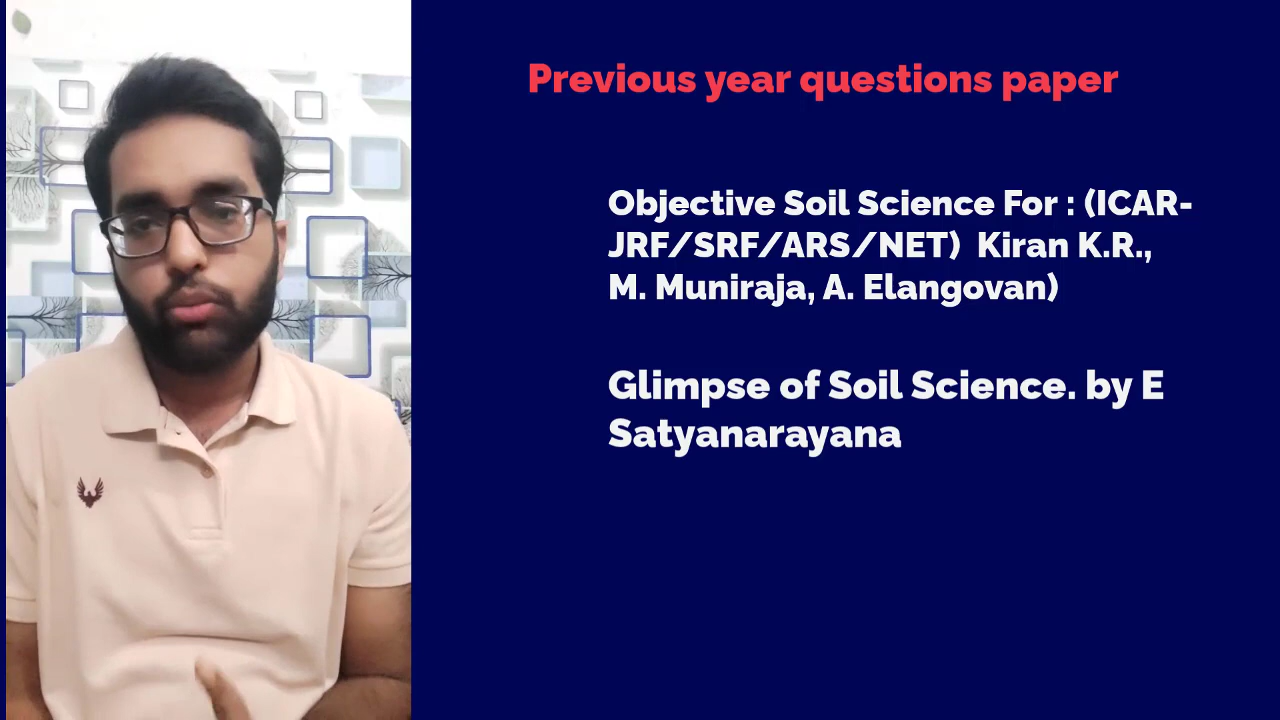 Previous year questions paper
Objective Soil Science For : (ICAR-
JRF/SRF/ARS/NET)  Kiran K.R.,
M. Muniraja, A. Elangovan)
Glimpse of Soil Science. by E
Satyanarayana